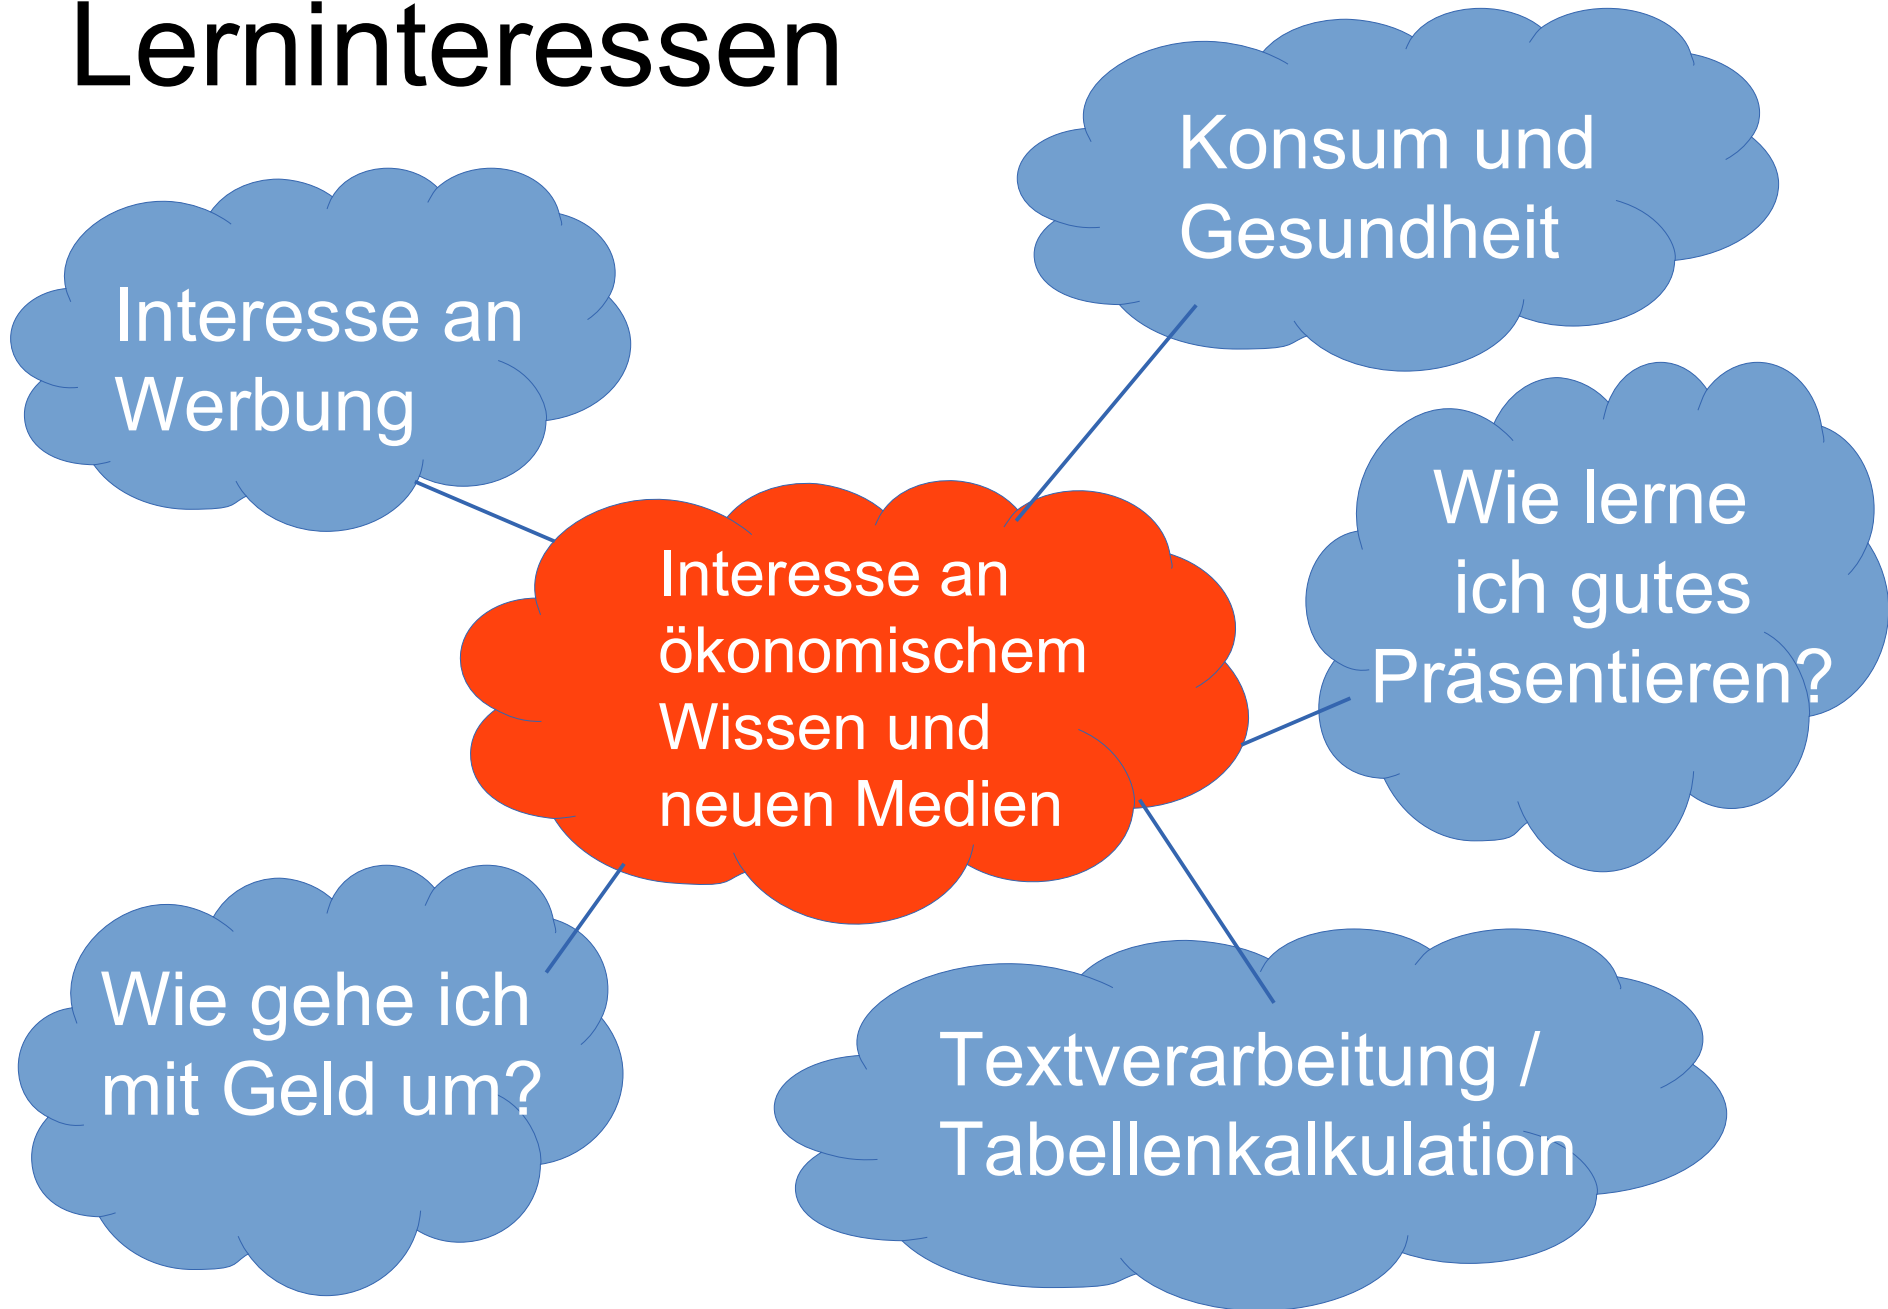 Lerninteressen
Konsum und
Gesundheit
Interesse an
Werbung
Wie lerne
ich gutes
Präsentieren?
Interesse an
ökonomischem
Wissen und
neuen Medien
Wie gehe ich
mit Geld um?
Textverarbeitung /
Tabellenkalkulation